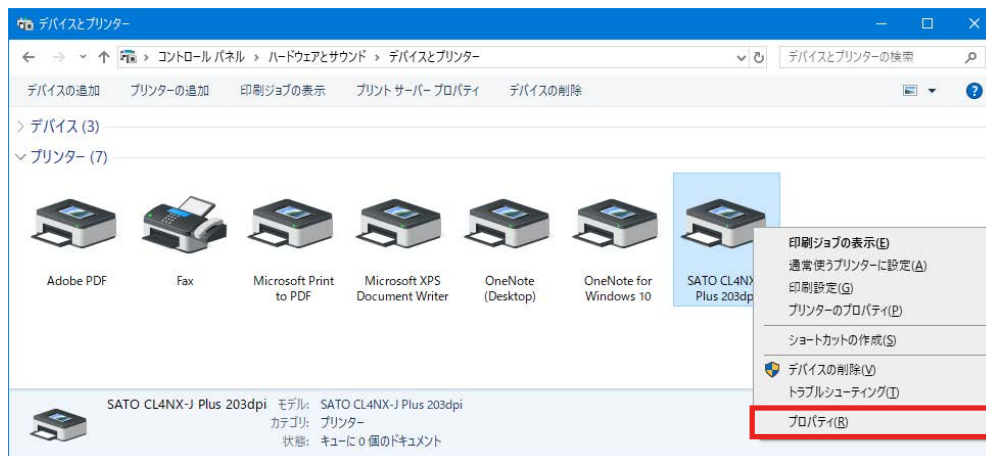 デバイスとプリンター
コントロール パネル › ハードウェアとサウンド › デバイスとプリンター
デバイスとプリンターの検索
デバイスの追加 プリンターの追加 印刷ジョブの表示 プリント サーバー プロパティ デバイスの削除
デバイス (3)
プリンター (7)
Adobe PDF
Fax
Microsoft Print
to PDF
Microsoft XPS
Document Writer
OneNote
(Desktop)
OneNote for
Windows 10
SATO CL4NX
Plus 203dp
印刷ジョブの表示(E)
通常使うプリンターに設定(A)
印刷設定(G)
プリンターのプロパティ(P)
ショートカットの作成(S)
デバイスの削除(V)
トラブルシューティング(T)
プロパティ(R)
SATO CL4NX-J Plus 203dpi モデル: SATO CL4NX-J Plus 203dpi
カテゴリ: プリンター
状態: キューに 0 個のドキュメント